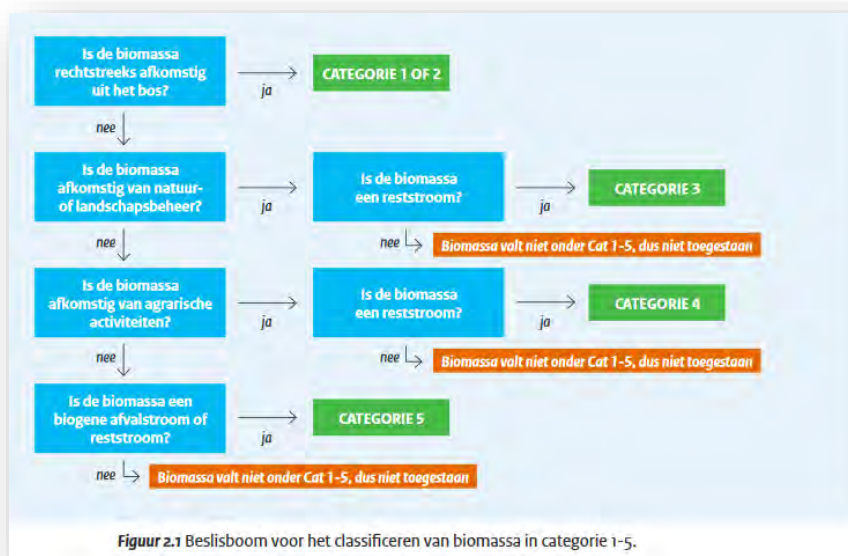 Is de biomassa
rechtstreeks afkomstig
uit het bos?
ja
CATEGORIE 1 OF 2
nee
Is de biomassa
afkomstig van natuur-
of landschapsbeheer?
ja
Is de biomassa
een reststroom?
ja
CATEGORIE 3
nee
Biomassa valt niet onder Cat 1-5, dus niet toegestaan
nee
Is de biomassa
afkomstig van agrarische
activiteiten?
ja
Is de biomassa
een reststroom?
ja
CATEGORIE 4
nee
Biomassa valt niet onder Cat 1-5, dus niet toegestaan
nee
Is de biomassa een
biogene afvalstroom of
reststroom?
ja
CATEGORIE 5
nee
Biomassa valt niet onder Cat 1-5, dus niet toegestaan
Figuur 2.1 Beslisboom voor het classificeren van biomassa in categorie 1-5.